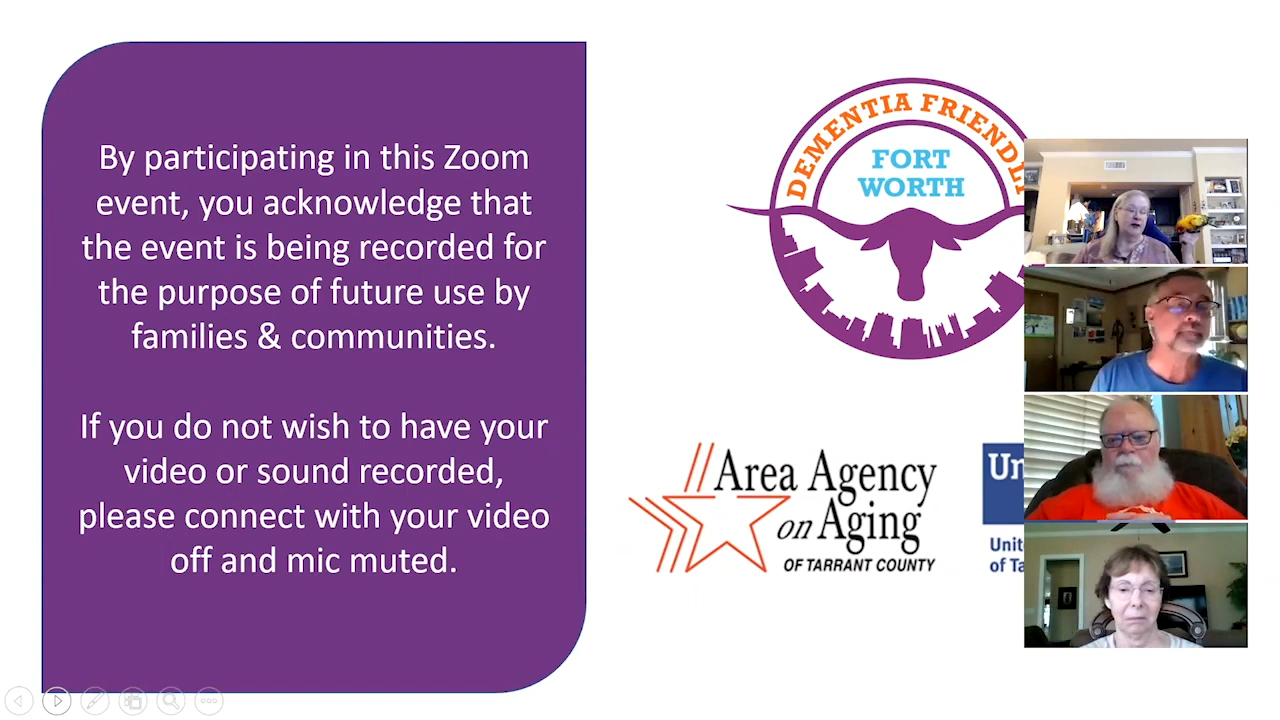 By participating in this Zoom
event, you acknowledge that
the event is being recorded for
the purpose of future use by
families & communities.
If you do not wish to have your
video or sound recorded,
please connect with your video
off and mic muted.
DEMENTIA FRIENDL
FORT
WORTH
Area Agency
on Aging
OF TARRANT COUNTY
Un
Unite
of Ta